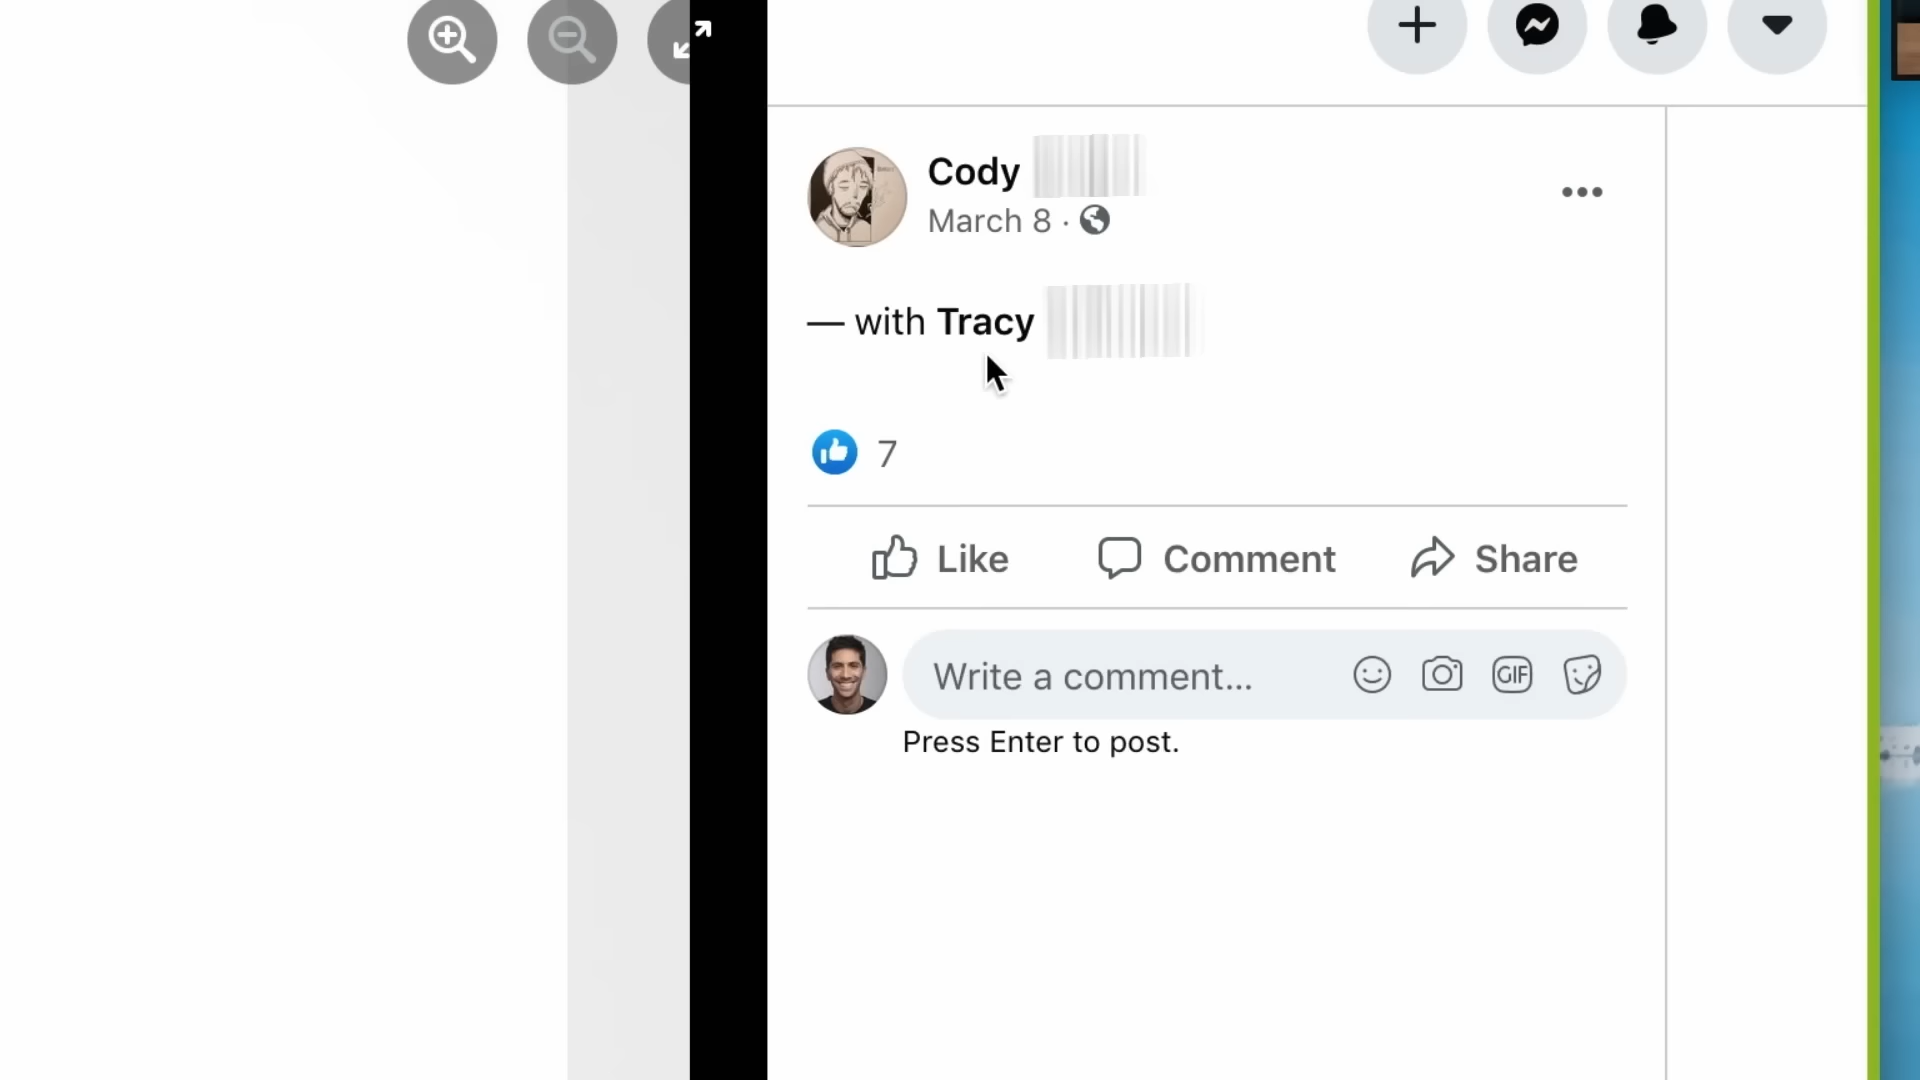 Cody
March 8 ·
— with Tracy
7
Like
Comment
Share
Write a comment...
GIF
Press Enter to post.